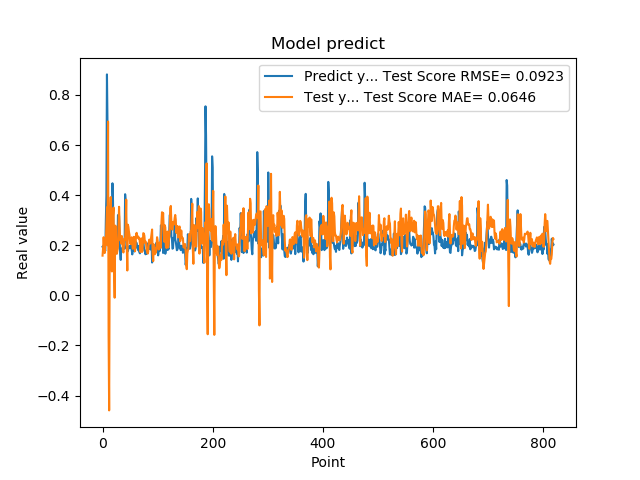 Model predict
Predict y... Test Score RMSE= 0.0923
Test y... Test Score MAE= 0.0646
Real value
0.8
0.6
0.4
0.2
0.0
−0.2
−0.4
0 200 400 600 800
Point